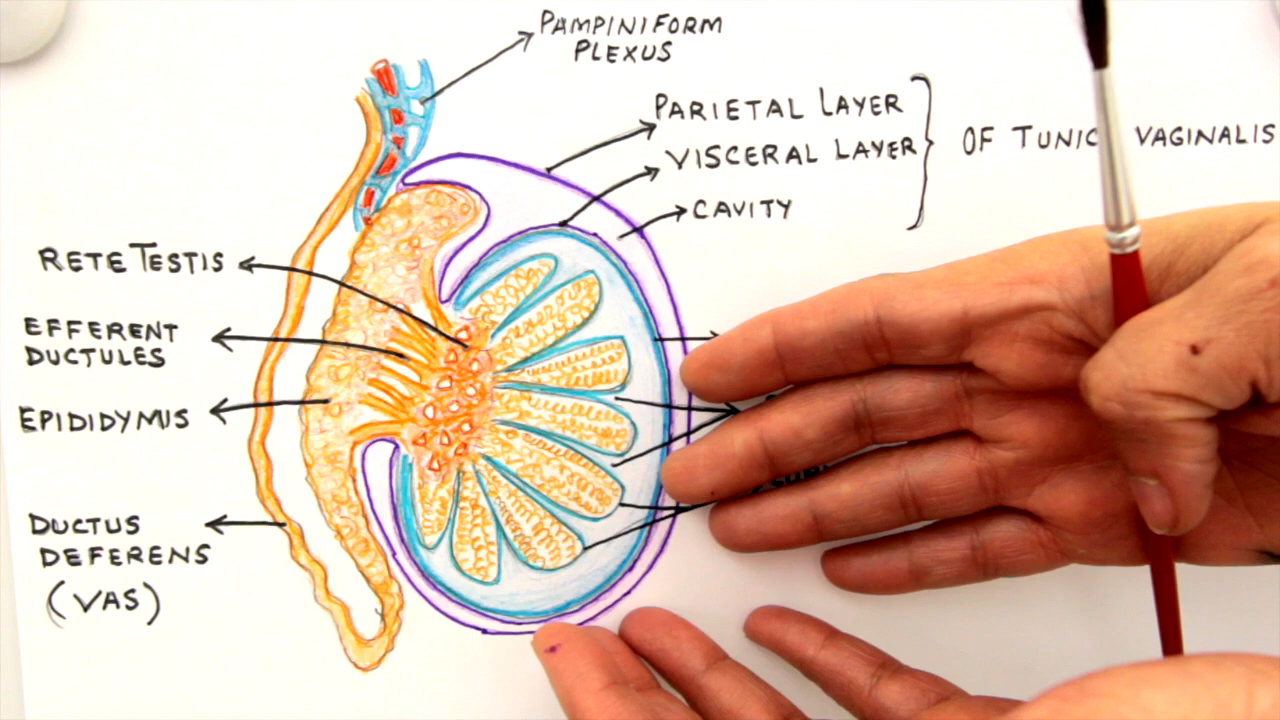 PAMPINIFORM
PLEXUS
PARIETAL LAYER
VISCERAL LAYER
CAVITY
OF TUNIC VAGINALIS
RETE TESTIS
EFFERENT
DUCTULES
EPIDIDYMIS
DUCTUS
DEFERENS
(VAS)